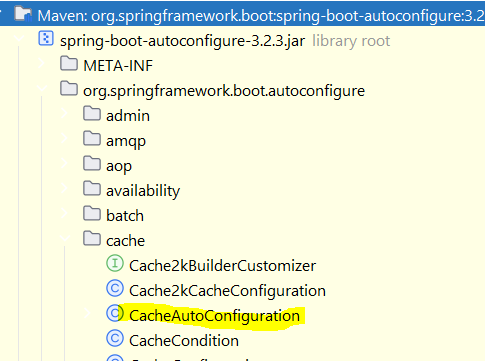 Maven: org.springframework.boot:spring-boot-autoconfigure:3.2
spring-boot-autoconfigure-3.2.3.jar library root
META-INF
org.springframework.boot.autoconfigure
admin
amqp
aop
availability
batch
cache
I Cache2kBuilderCustomizer
C Cache2kCacheConfiguration
C CacheAutoConfiguration
C CacheCondition